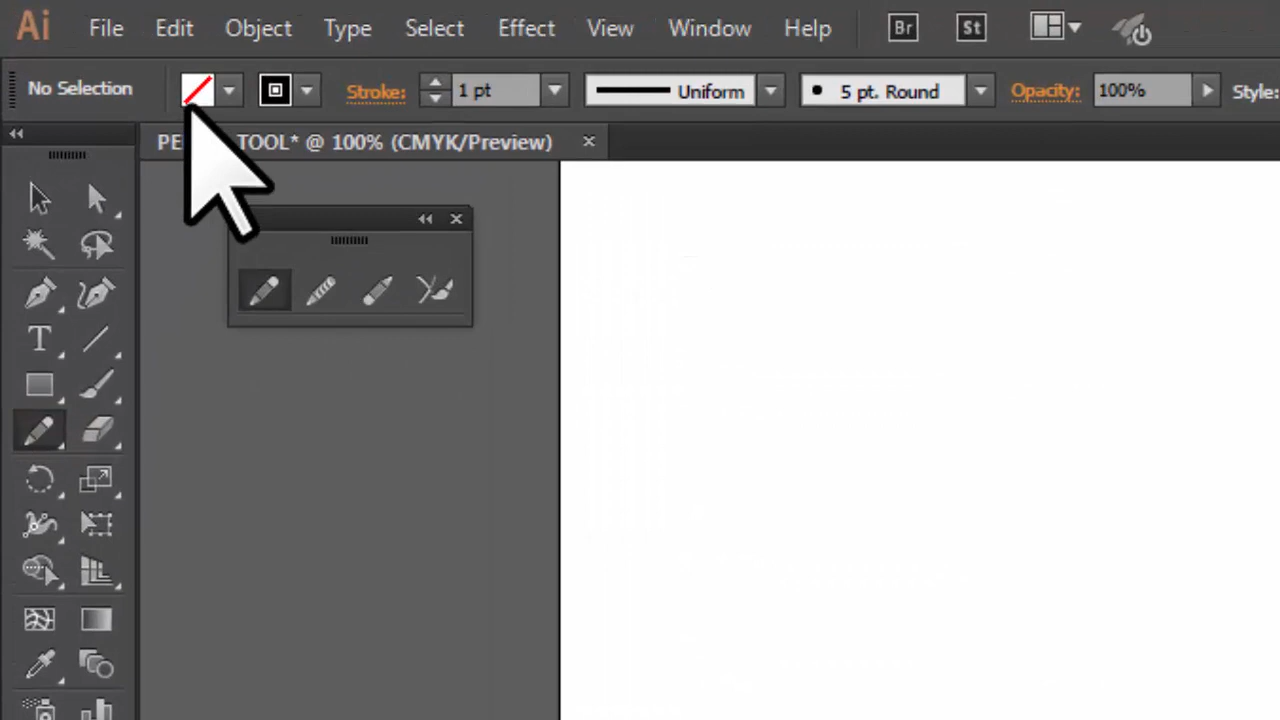 Ai File Edit Object Type Select Effect View Window Help Br St
No Selection Stroke: 1 pt Uniform 5 pt. Round Opacity: 100% Style:
TOOL* @ 100% (CMYK/Preview)
T